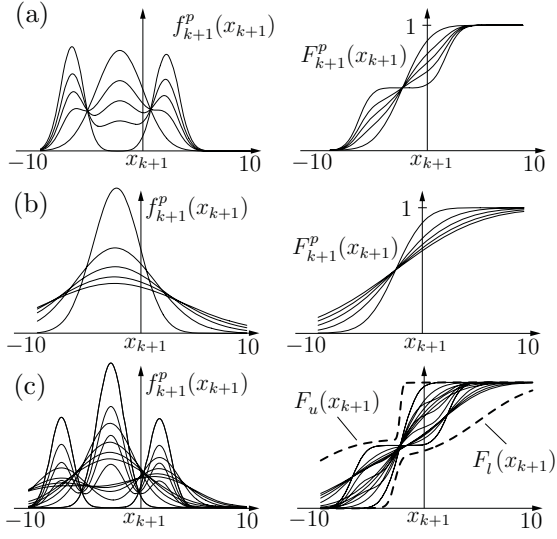 (a) f^p_{k+1}(x_{k+1}) 1 F^p_{k+1}(x_{k+1})
−10 x_{k+1} 10 −10 x_{k+1} 10
(b) f^p_{k+1}(x_{k+1}) 1 F^p_{k+1}(x_{k+1})
−10 x_{k+1} 10 −10 x_{k+1} 10
(c) f^p_{k+1}(x_{k+1}) F_u(x_{k+1}) F_l(x_{k+1})
−10 x_{k+1} 10 −10 x_{k+1} 10